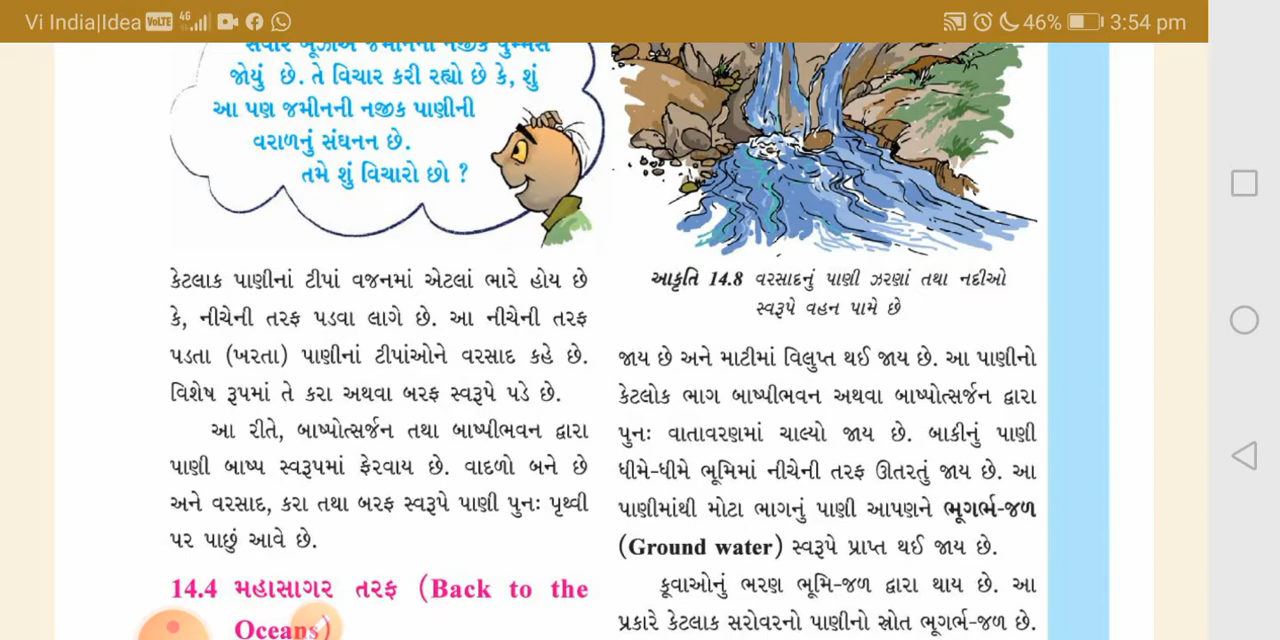 Vi India|Idea VoLTE 4G 46% 3:54 pm
જોયું છે. તે વિચાર કરી રહ્યો છે કે, શું
આ પણ જમીનની નજીક પાણીની
વરાળનું સંઘનન છે.
તમે શું વિચારો છો ?
કેટલાક પાણીનાં ટીપાં વજનમાં એટલાં ભારે હોય છે
કે, નીચેની તરફ પડવા લાગે છે. આ નીચેની તરફ
પડતા (ખરતા) પાણીનાં ટીપાંઓને વરસાદ કહે છે.
વિશેષ રૂપમાં તે કરા અથવા બરફ સ્વરૂપે પડે છે.
આ રીતે, બાષ્પોત્સર્જન તથા બાષ્પીભવન દ્વારા
પાણી બાષ્પ સ્વરૂપમાં ફેરવાય છે. વાદળો બને છે
અને વરસાદ, કરા તથા બરફ સ્વરૂપે પાણી પુનઃ પૃથ્વી
પર પાછું આવે છે.
14.4 મહાસાગર તરફ (Back to the
Oceans)
આકૃતિ 14.8 વરસાદનું પાણી ઝરણાં તથા નદીઓ
સ્વરૂપે વહન પામે છે
જાય છે અને માટીમાં વિલુપ્ત થઈ જાય છે. આ પાણીનો
કેટલોક ભાગ બાષ્પીભવન અથવા બાષ્પોત્સર્જન દ્વારા
પુનઃ વાતાવરણમાં ચાલ્યો જાય છે. બાકીનું પાણી
ધીમે-ધીમે ભૂમિમાં નીચેની તરફ ઊતરતું જાય છે. આ
પાણીમાંથી મોટા ભાગનું પાણી આપણને ભૂગર્ભ-જળ
(Ground water) સ્વરૂપે પ્રાપ્ત થઈ જાય છે.
કૂવાઓનું ભરણ ભૂમિ-જળ દ્વારા થાય છે. આ
પ્રકારે કેટલાક સરોવરનો પાણીનો સ્રોત ભૂગર્ભ-જળ છે.